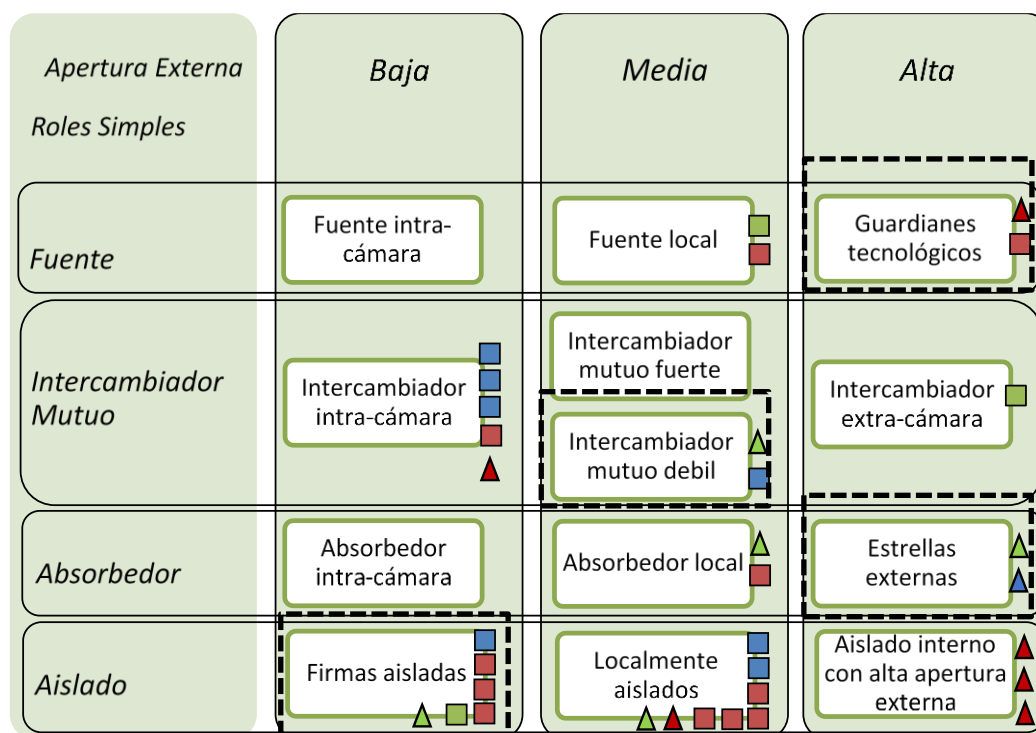 Apertura Externa
Roles Simples
Baja
Media
Alta
Fuente
Fuente intra-
cámara
Fuente local
Guardianes
tecnológicos
Intercambiador
Mutuo
Intercambiador
intra-cámara
Intercambiador
mutuo fuerte
Intercambiador
mutuo debil
Intercambiador
extra-cámara
Absorbedor
Absorbedor
intra-cámara
Absorbedor local
Estrellas
externas
Aislado
Firmas aisladas
Localmente
aislados
Aislado interno
con alta apertura
externa